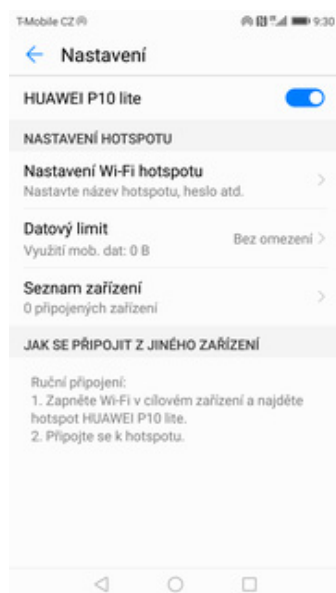 T-Mobile CZ
9:30
Nastavení
HUAWEI P10 lite
NASTAVENÍ HOTSPOTU
Nastavení Wi-Fi hotspotu
Nastavte název hotspotu, heslo atd.
Datový limit
Využití mob. dat: 0 B
Bez omezení
Seznam zařízení
0 připojených zařízení
JAK SE PŘIPOJIT Z JINÉHO ZAŘÍZENÍ
Ruční připojení:
1. Zapněte Wi-Fi v cílovém zařízení a najděte
hotspot HUAWEI P10 lite.
2. Připojte se k hotspotu.